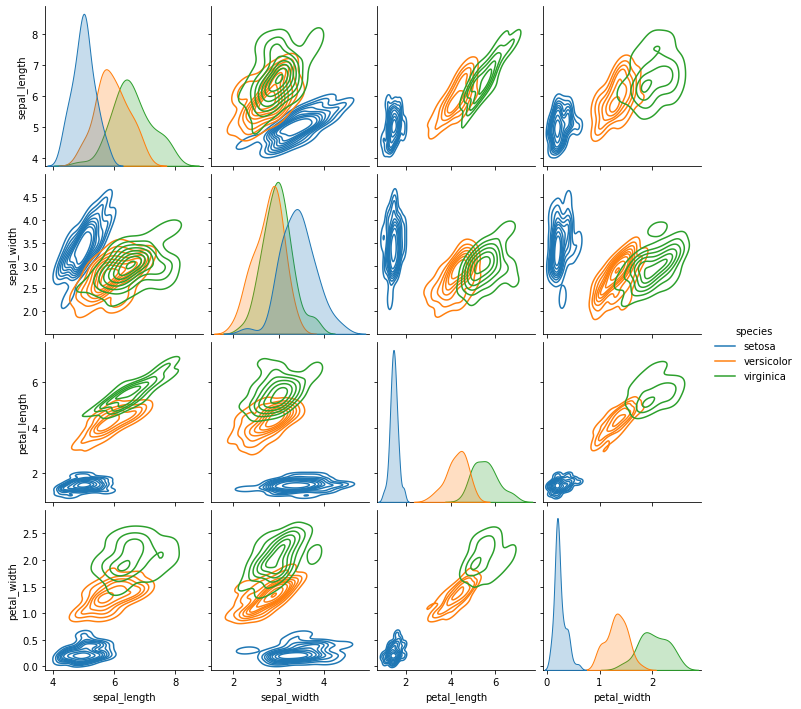 sepal_length
8
7
6
5
4
sepal_width
4.5
4.0
3.5
3.0
2.5
2.0
species
setosa
versicolor
virginica
petal_length
6
4
2
petal_width
2.5
2.0
1.5
1.0
0.5
0.0
4 6 8 2 3 4 2 4 6 0 1 2
sepal_length sepal_width petal_length petal_width